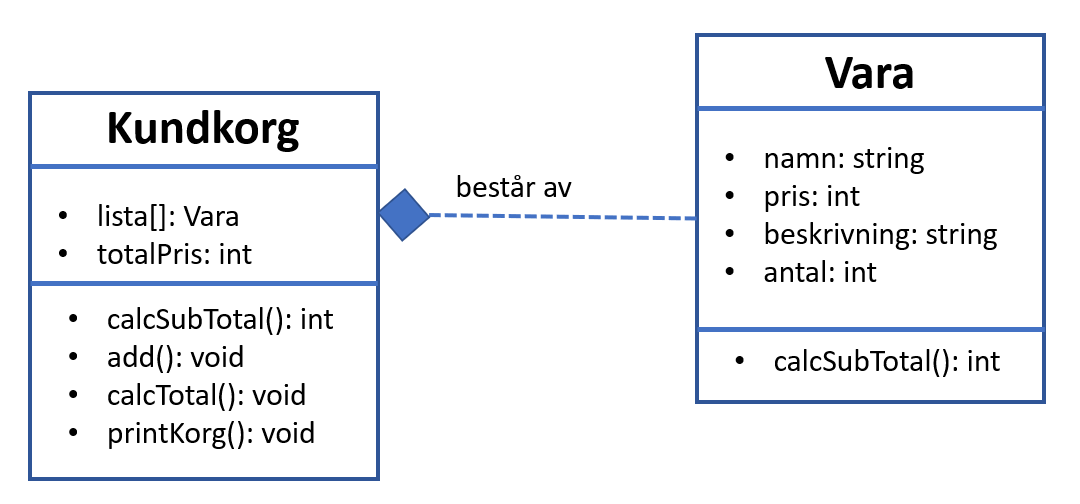 Kundkorg
• lista[]: Vara
• totalPris: int
• calcSubTotal(): int
• add(): void
• calcTotal(): void
• printKorg(): void
består av
Vara
• namn: string
• pris: int
• beskrivning: string
• antal: int
• calcSubTotal(): int